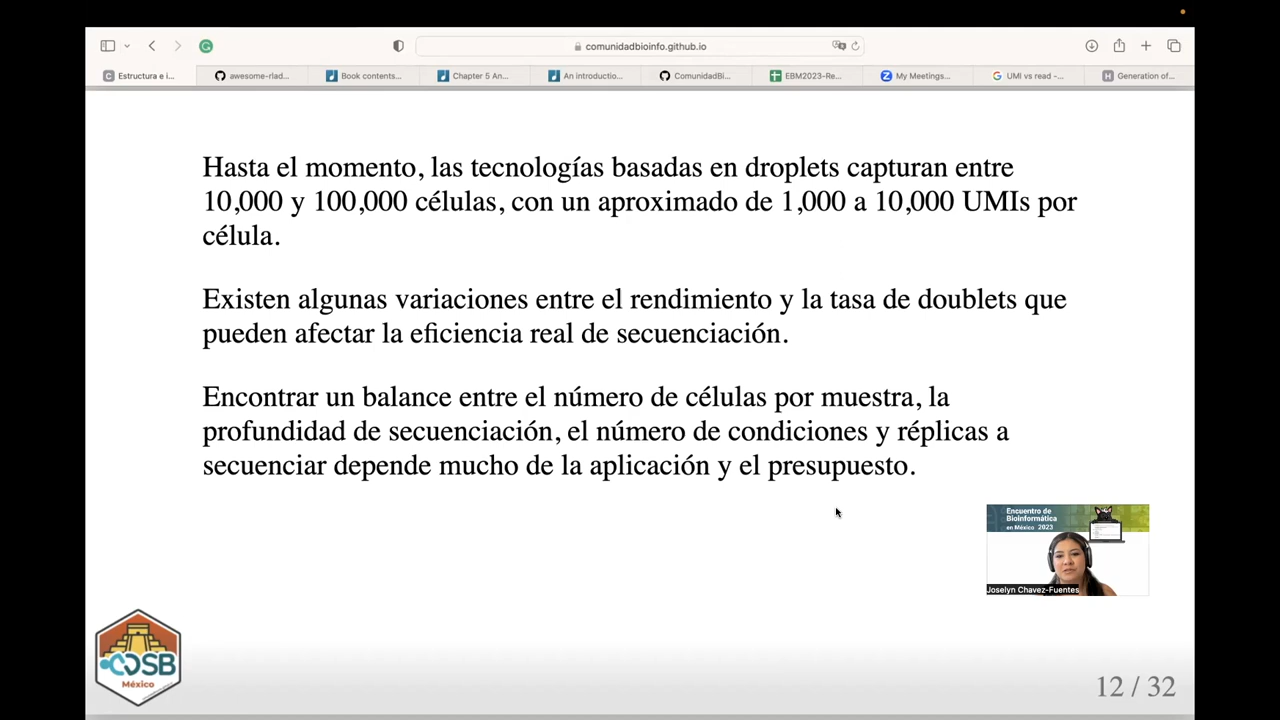 comunidadbioinfo.github.io
Estructura e i...
awesome-rlad...
Book contents...
Chapter 5 An...
An introductio...
ComunidadBi...
EBM2023-Re...
My Meetings...
UMI vs read -...
Generation of...
Hasta el momento, las tecnologías basadas en droplets capturan entre
10,000 y 100,000 células, con un aproximado de 1,000 a 10,000 UMIs por
célula.
Existen algunas variaciones entre el rendimiento y la tasa de doublets que
pueden afectar la eficiencia real de secuenciación.
Encontrar un balance entre el número de células por muestra, la
profundidad de secuenciación, el número de condiciones y réplicas a
secuenciar depende mucho de la aplicación y el presupuesto.
Encuentro de
Bioinformática
en México 2023
Joselyn Chavez-Fuentes
CDSB
México
12 / 32